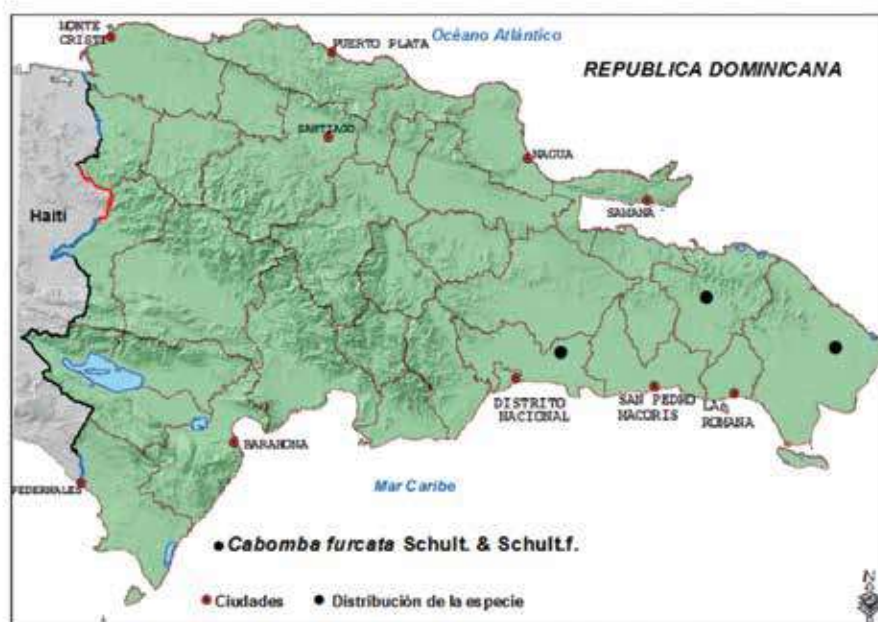 MONTE
CRISTI
PUERTO PLATA
Océano Atlántico
REPUBLICA DOMINICANA
SANTIAGO
NAGUA
SAMANA
Haití
DISTRITO
NACIONAL
SAN PEDRO
MACORIS
LA
ROMANA
BARAHONA
PEDERNALES
Mar Caribe
Cabomba furcata Schult. & Schult.f.
Ciudades
Distribución de la especie
N